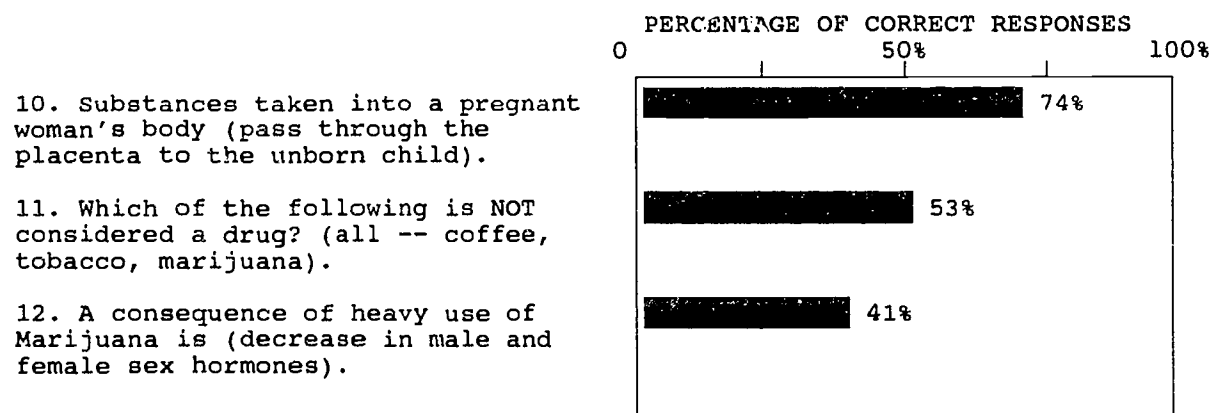 PERCENTAGE OF CORRECT RESPONSES
0 50% 100%
10. Substances taken into a pregnant
woman's body (pass through the
placenta to the unborn child).
74%
11. Which of the following is NOT
considered a drug? (all -- coffee,
tobacco, marijuana).
53%
12. A consequence of heavy use of
Marijuana is (decrease in male and
female sex hormones).
41%